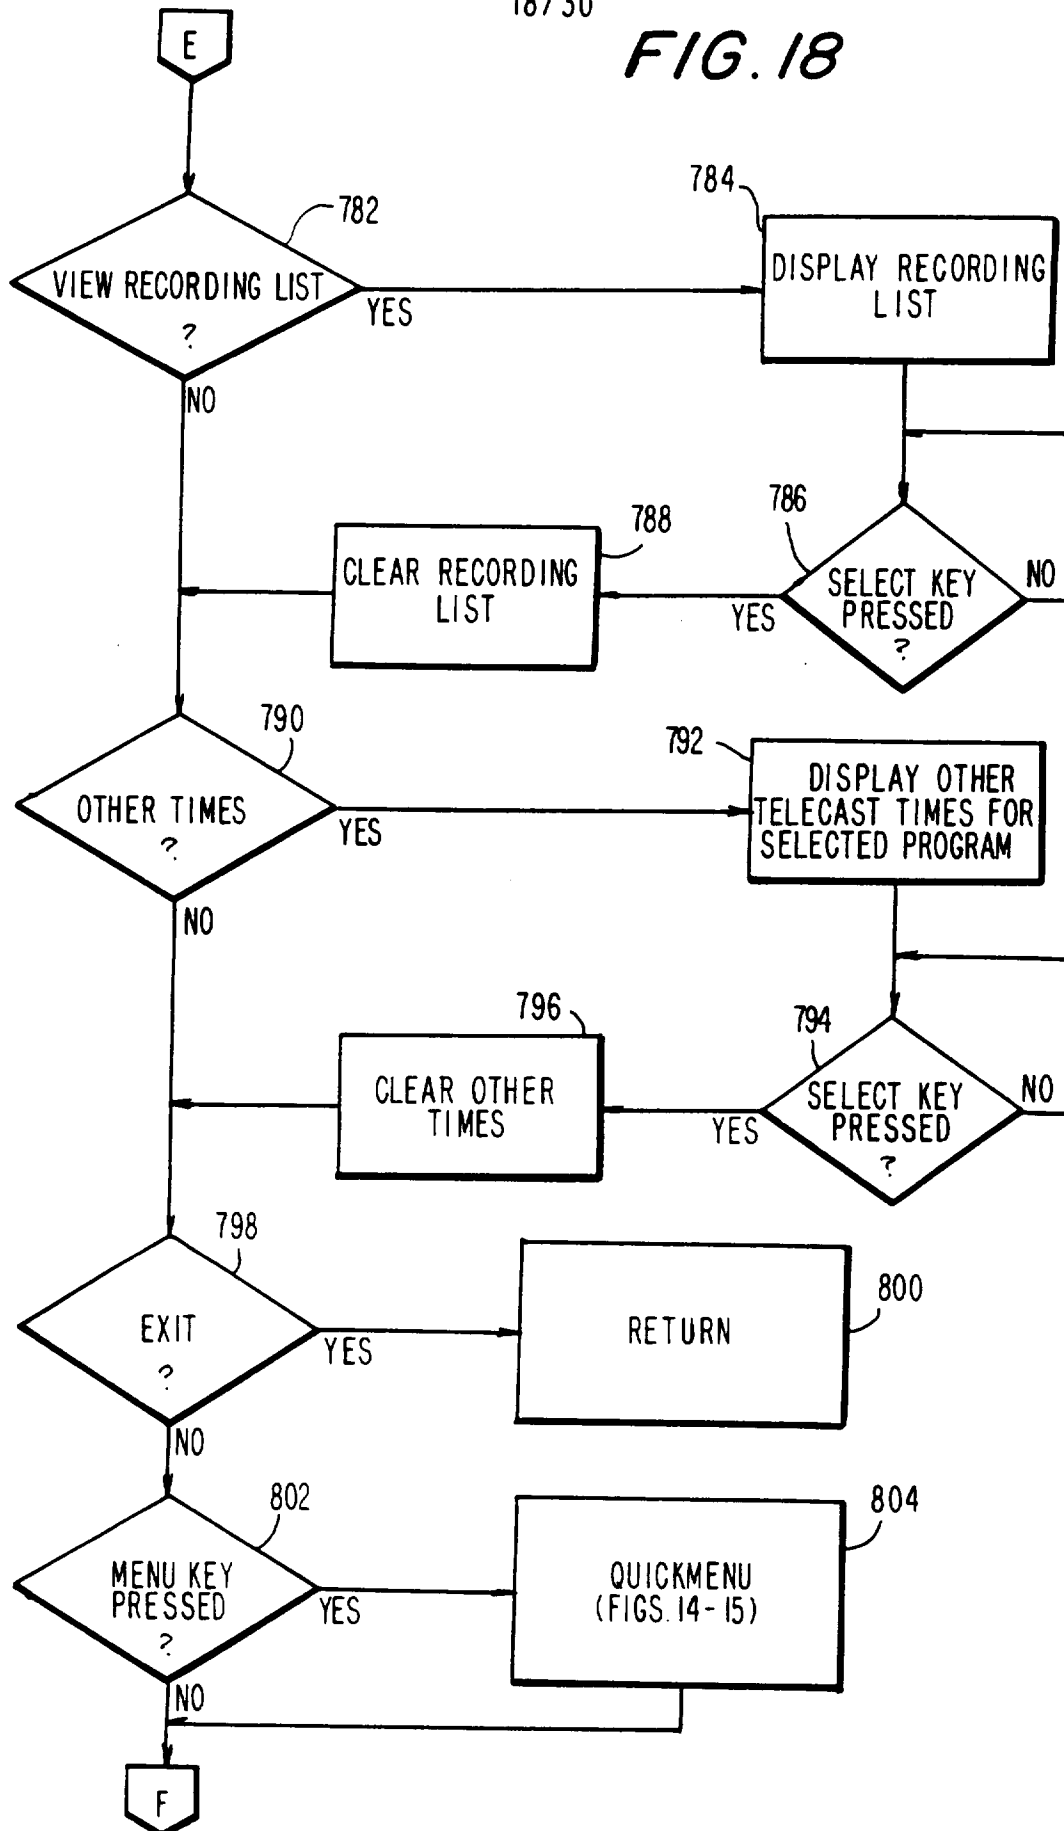 18/30
FIG. 18
E
782
VIEW RECORDING LIST
?
YES
NO
784
DISPLAY RECORDING
LIST
786
SELECT KEY
PRESSED
?
NO
YES
788
CLEAR RECORDING
LIST
790
OTHER TIMES
?
YES
NO
792
DISPLAY OTHER
TELECAST TIMES FOR
SELECTED PROGRAM
794
SELECT KEY
PRESSED
?
NO
YES
796
CLEAR OTHER
TIMES
798
EXIT
?
YES
NO
800
RETURN
802
MENU KEY
PRESSED
?
YES
NO
804
QUICKMENU
(FIGS. 14-15)
F